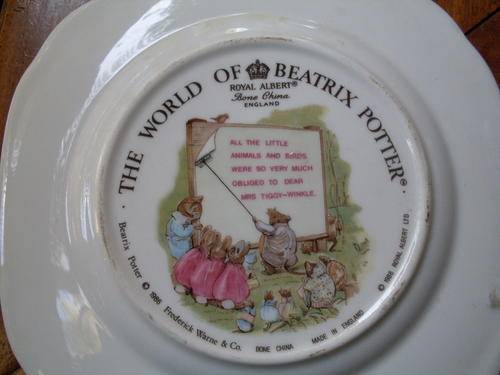 THE WORLD OF BEATRIX POTTER®
ROYAL ALBERT®
Bone China
ENGLAND
ALL THE LITTLE
ANIMALS AND BIRDS
WERE SO VERY MUCH
OBLIGED TO DEAR
MRS TIGGY-WINKLE.
Beatrix Potter © 1986 Frederick Warne & Co. BONE CHINA MADE IN ENGLAND © 1986 ROYAL ALBERT LTD